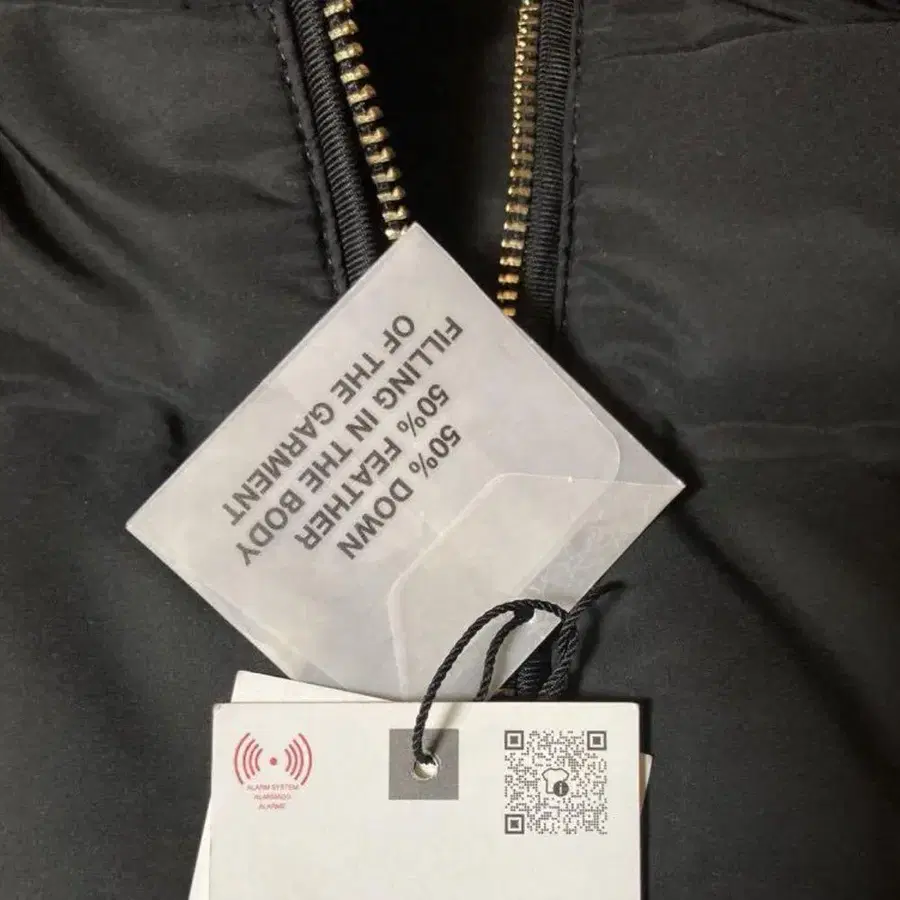 50% DOWN
50% FEATHER
FILLING IN THE BODY
OF THE GARMENT
ALARM SYSTEM
ALARMADO
ALARME